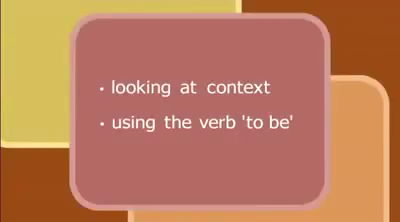 • looking at context
• using the verb 'to be'